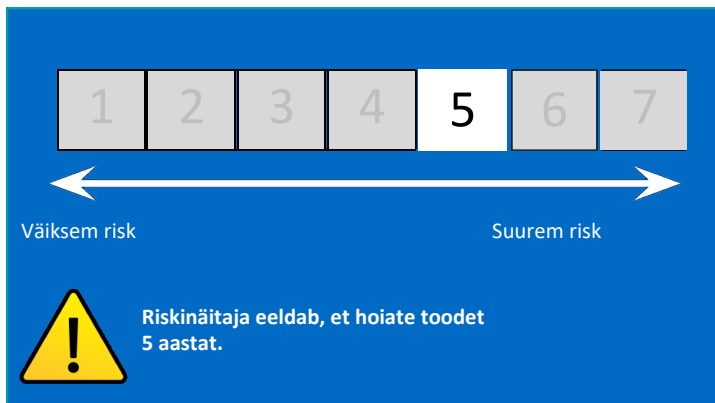 1 2 3 4 5 6 7
Väiksem risk Suurem risk
Riskinäitaja eeldab, et hoiate toodet
5 aastat.